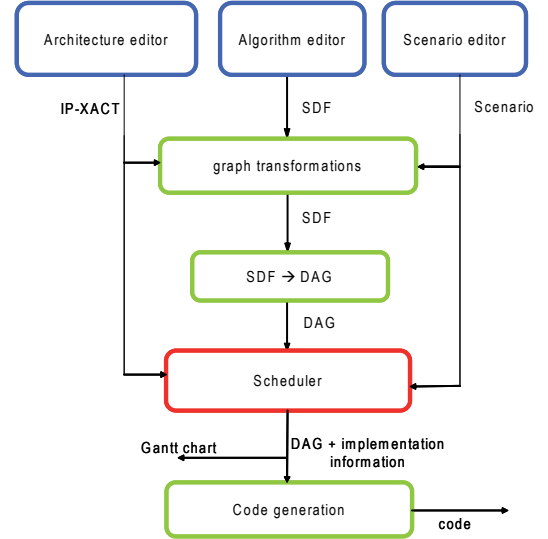 Architecture editor
Algorithm editor
Scenario editor
IP-XACT
SDF
Scenario
graph transformations
SDF
SDF → DAG
DAG
Scheduler
Gantt chart
DAG + implementation
information
Code generation
code